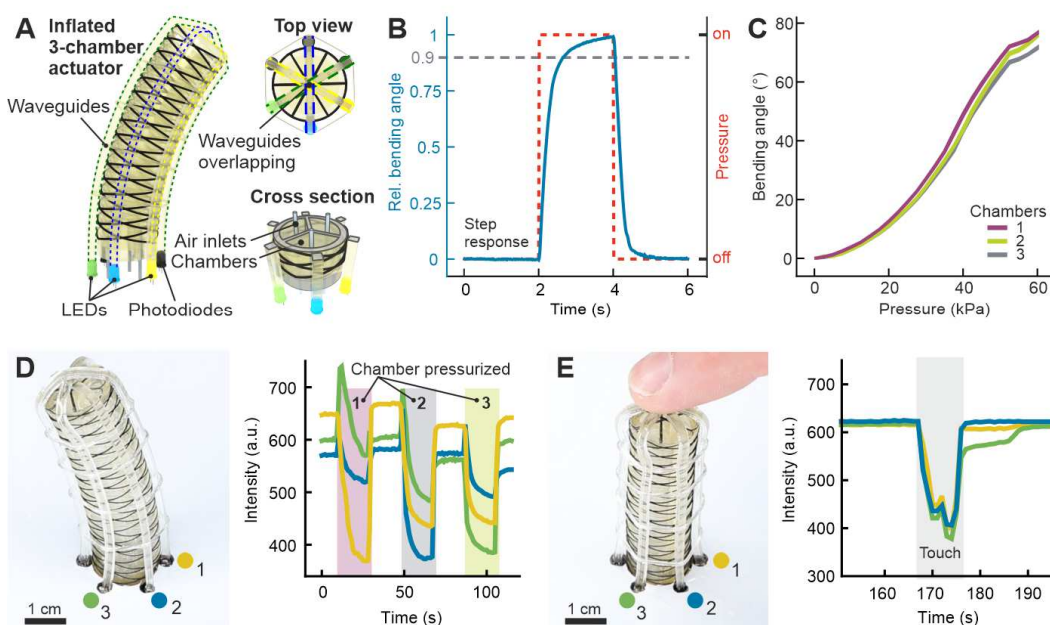 A
Inflated
3-chamber
actuator
Waveguides
Top view
Waveguides
overlapping
Cross section
Air inlets
Chambers
LEDs
Photodiodes
B
Rel. bending angle
1
0.9
0.75
0.5
0.25
0
Step
response
on
Pressure
off
0 2 4 6
Time (s)
C
Bending angle (°)
80
60
40
20
0
Chambers
1
2
3
0 20 40 60
Pressure (kPa)
D
1
2
3
1 cm
Intensity (a.u.)
700
600
500
400
Chamber pressurized
1 2 3
0 50 100
Time (s)
E
1
2
3
1 cm
Intensity (a.u.)
700
600
500
400
300
Touch
160 170 180 190
Time (s)